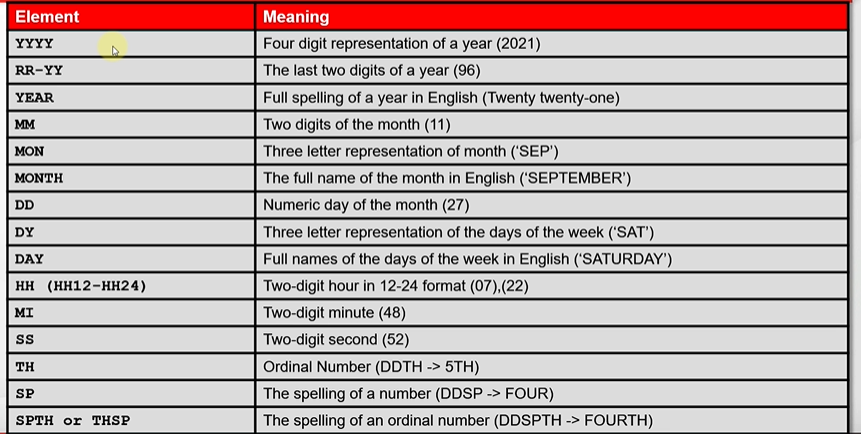 Element Meaning
YYYY Four digit representation of a year (2021)
RR-YY The last two digits of a year (96)
YEAR Full spelling of a year in English (Twenty twenty-one)
MM Two digits of the month (11)
MON Three letter representation of month (‘SEP’)
MONTH The full name of the month in English (‘SEPTEMBER’)
DD Numeric day of the month (27)
DY Three letter representation of the days of the week (‘SAT’)
DAY Full names of the days of the week in English (‘SATURDAY’)
HH (HH12-HH24) Two-digit hour in 12-24 format (07),(22)
MI Two-digit minute (48)
SS Two-digit second (52)
TH Ordinal Number (DDTH -> 5TH)
SP The spelling of a number (DDSP -> FOUR)
SPTH or THSP The spelling of an ordinal number (DDSPTH -> FOURTH)